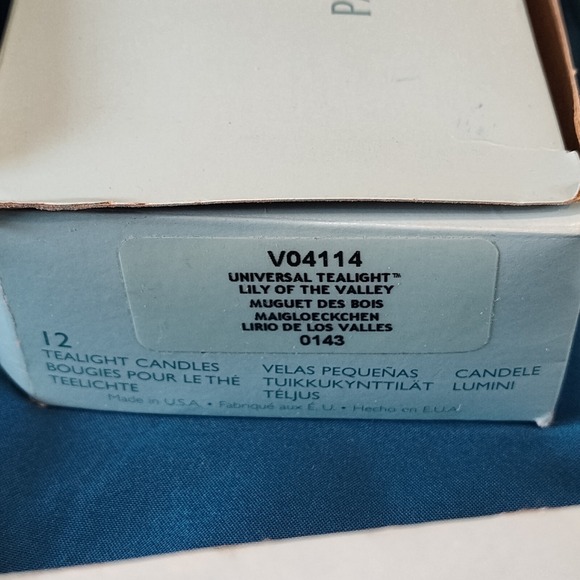 V04114
UNIVERSAL TEALIGHT™
LILY OF THE VALLEY
MUGUET DES BOIS
MAIGLOECKCHEN
LIRIO DE LOS VALLES
0143
12
TEALIGHT CANDLES
BOUGIES POUR LE THÉ
TEELICHTE
VELAS PEQUEÑAS
TUIKKUKYNTTILÄT
TÉLJUS
CANDELE
LUMINI
Made in U.S.A. • Fabriqué aux É. U. • Hecho en E.U.A.